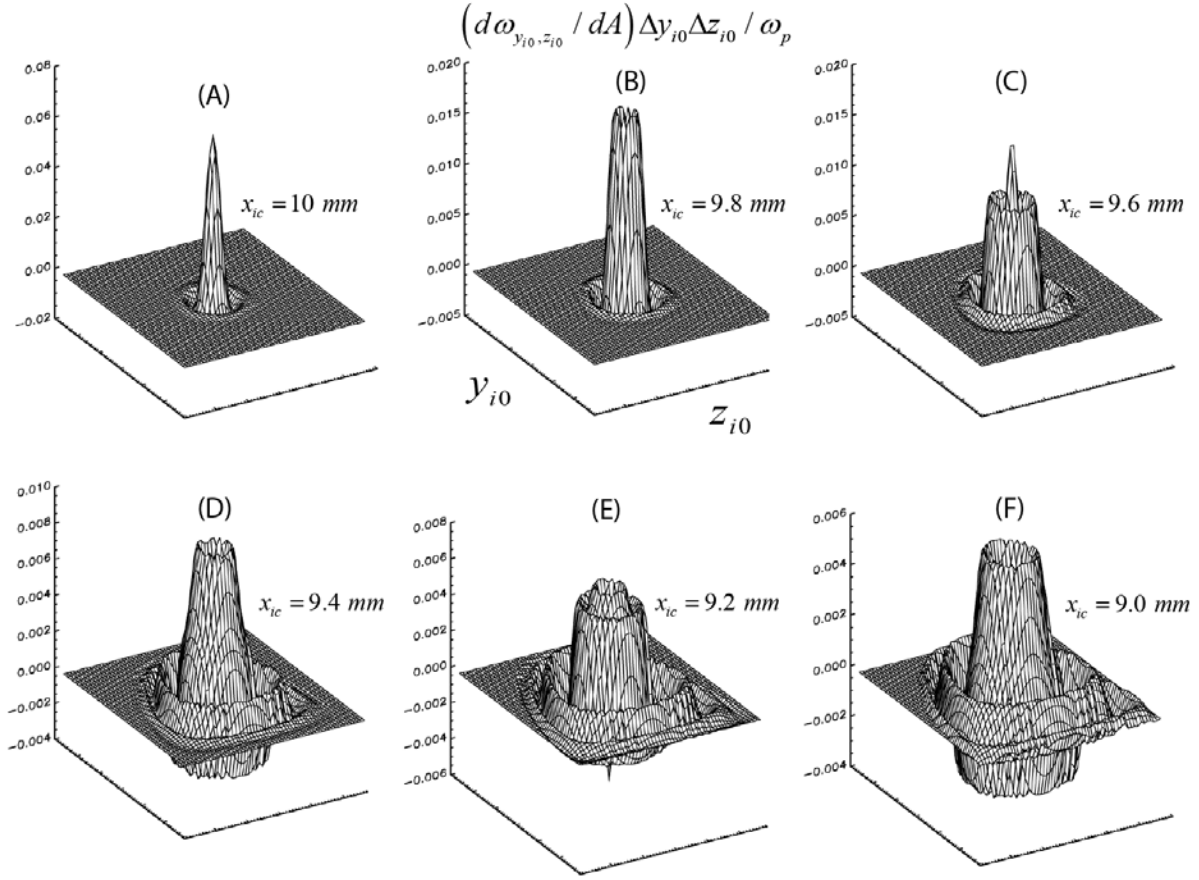 (dω_{y_{i0},z_{i0}} / dA) Δy_{i0}Δz_{i0} / ω_p
(A)
0.08
0.06
0.04
0.02
0.00
−0.02
x_{ic} = 10 mm
(B)
0.020
0.015
0.010
0.005
0.000
−0.005
x_{ic} = 9.8 mm
y_{i0}
z_{i0}
(C)
0.020
0.015
0.010
0.005
0.000
−0.005
x_{ic} = 9.6 mm
(D)
0.010
0.008
0.006
0.004
0.002
0.000
−0.002
−0.004
x_{ic} = 9.4 mm
(E)
0.008
0.006
0.004
0.002
0.000
−0.002
−0.004
−0.006
x_{ic} = 9.2 mm
(F)
0.006
0.004
0.002
0.000
−0.002
−0.004
x_{ic} = 9.0 mm